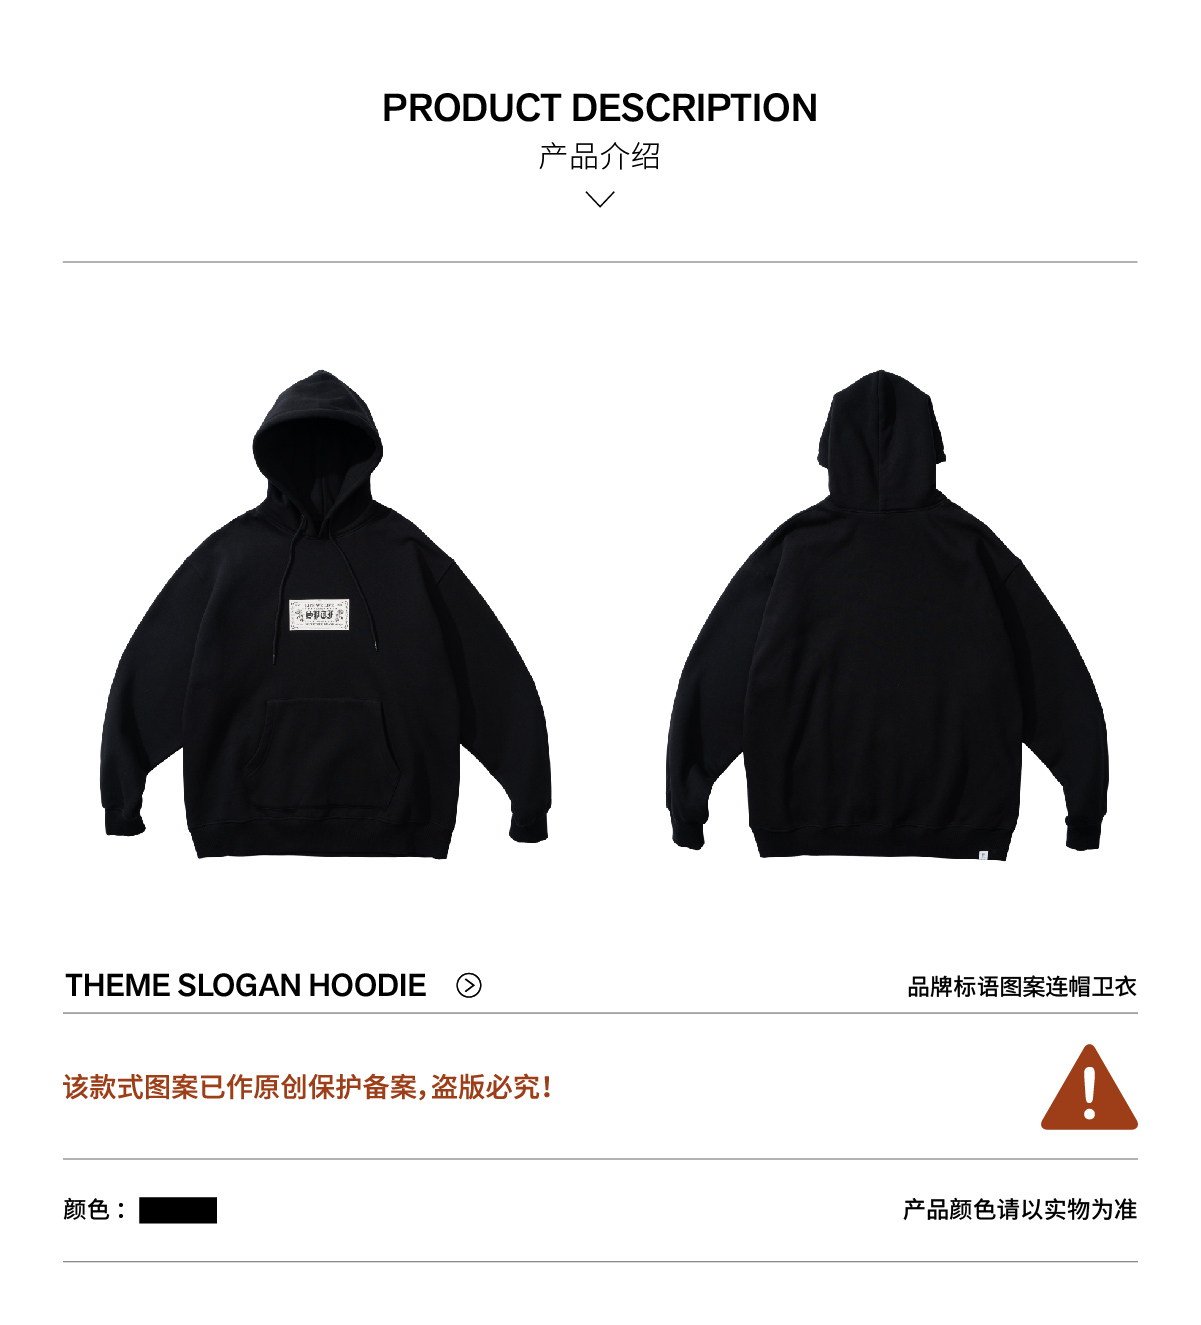 PRODUCT DESCRIPTION
产品介绍
THEME SLOGAN HOODIE
品牌标语图案连帽卫衣
该款式图案已作原创保护备案，盗版必究！
颜色：
产品颜色请以实物为准